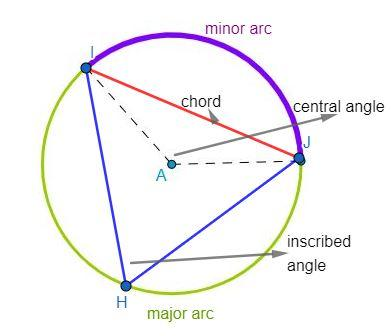 minor arc
I
chord
central angle
J
A
inscribed
angle
H
major arc